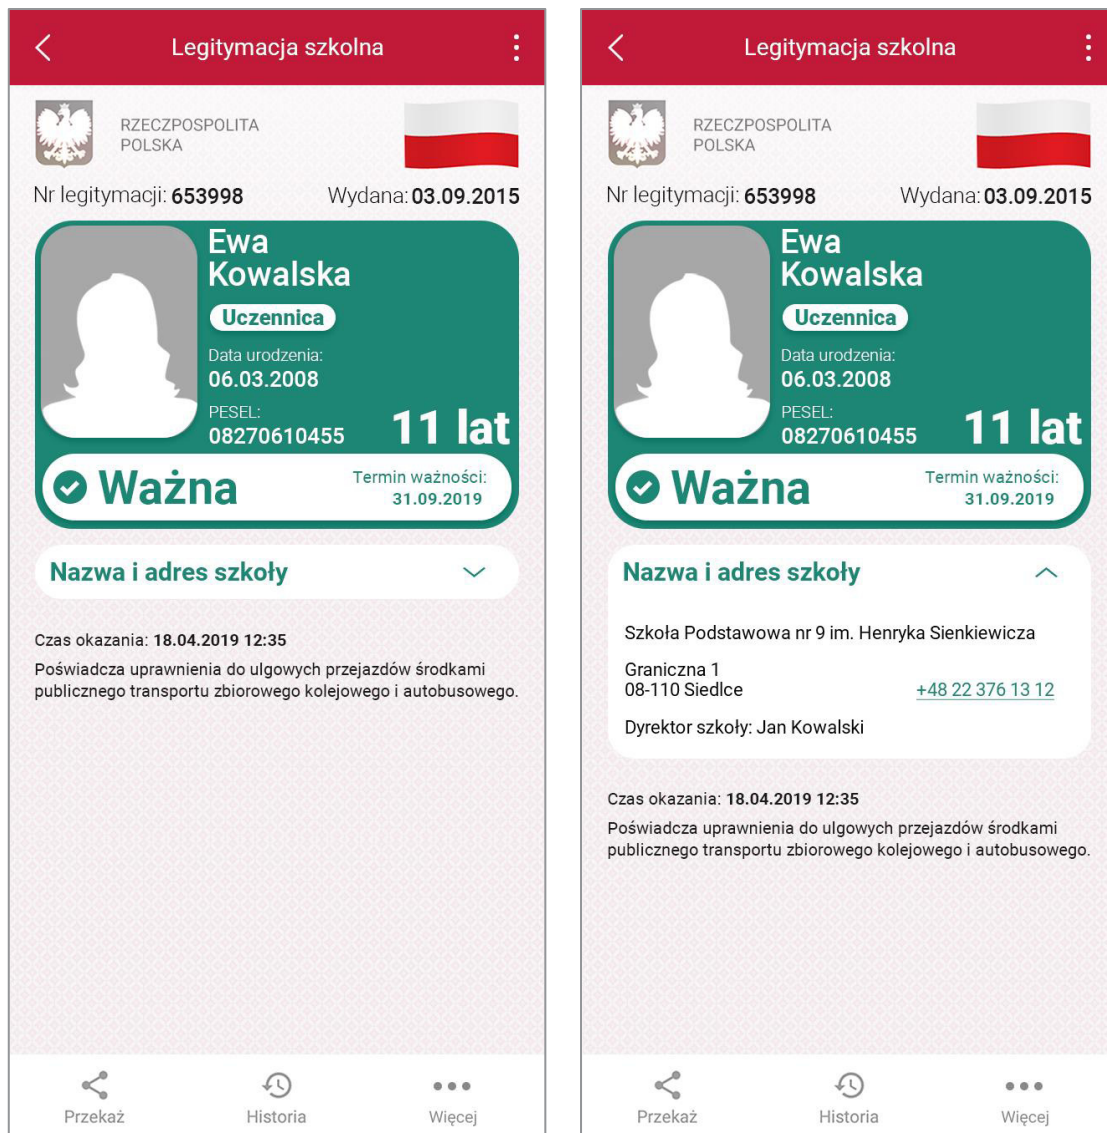 Legitymacja szkolna
RZECZPOSPOLITA
POLSKA
Nr legitymacji: 653998 Wydana: 03.09.2015
Ewa
Kowalska
Uczennica
Data urodzenia:
06.03.2008
PESEL:
08270610455
11 lat
Ważna
Termin ważności:
31.09.2019
Nazwa i adres szkoły
Czas okazania: 18.04.2019 12:35
Poświadcza uprawnienia do ulgowych przejazdów środkami
publicznego transportu zbiorowego kolejowego i autobusowego.
Przekaż Historia Więcej
Legitymacja szkolna
RZECZPOSPOLITA
POLSKA
Nr legitymacji: 653998 Wydana: 03.09.2015
Ewa
Kowalska
Uczennica
Data urodzenia:
06.03.2008
PESEL:
08270610455
11 lat
Ważna
Termin ważności:
31.09.2019
Nazwa i adres szkoły
Szkoła Podstawowa nr 9 im. Henryka Sienkiewicza
Graniczna 1
08-110 Siedlce +48 22 376 13 12
Dyrektor szkoły: Jan Kowalski
Czas okazania: 18.04.2019 12:35
Poświadcza uprawnienia do ulgowych przejazdów środkami
publicznego transportu zbiorowego kolejowego i autobusowego.
Przekaż Historia Więcej